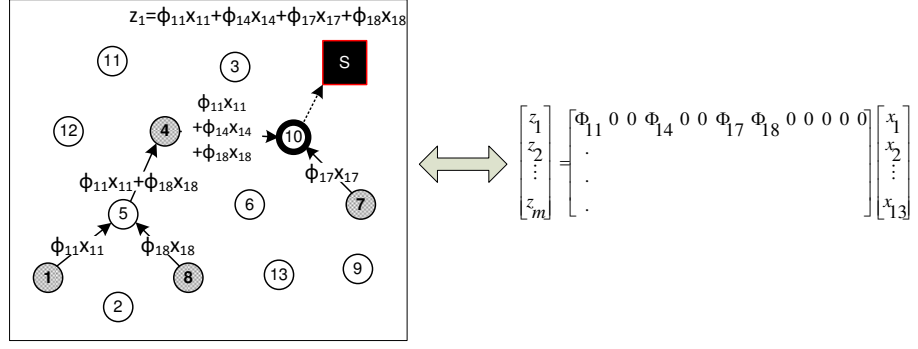 z₁=ϕ₁₁x₁₁+ϕ₁₄x₁₄+ϕ₁₇x₁₇+ϕ₁₈x₁₈
11
3
S
ϕ₁₁x₁₁
+ϕ₁₄x₁₄
+ϕ₁₈x₁₈
12
4
10
ϕ₁₁x₁₁+ϕ₁₈x₁₈
ϕ₁₇x₁₇
5
6
7
ϕ₁₁x₁₁
ϕ₁₈x₁₈
1
8
13
9
2
z₁
z₂
⋮
z_m
=
Φ₁₁ 0 0 Φ₁₄ 0 0 Φ₁₇ Φ₁₈ 0 0 0 0 0
.
.
.
x₁
x₂
⋮
x₁₃